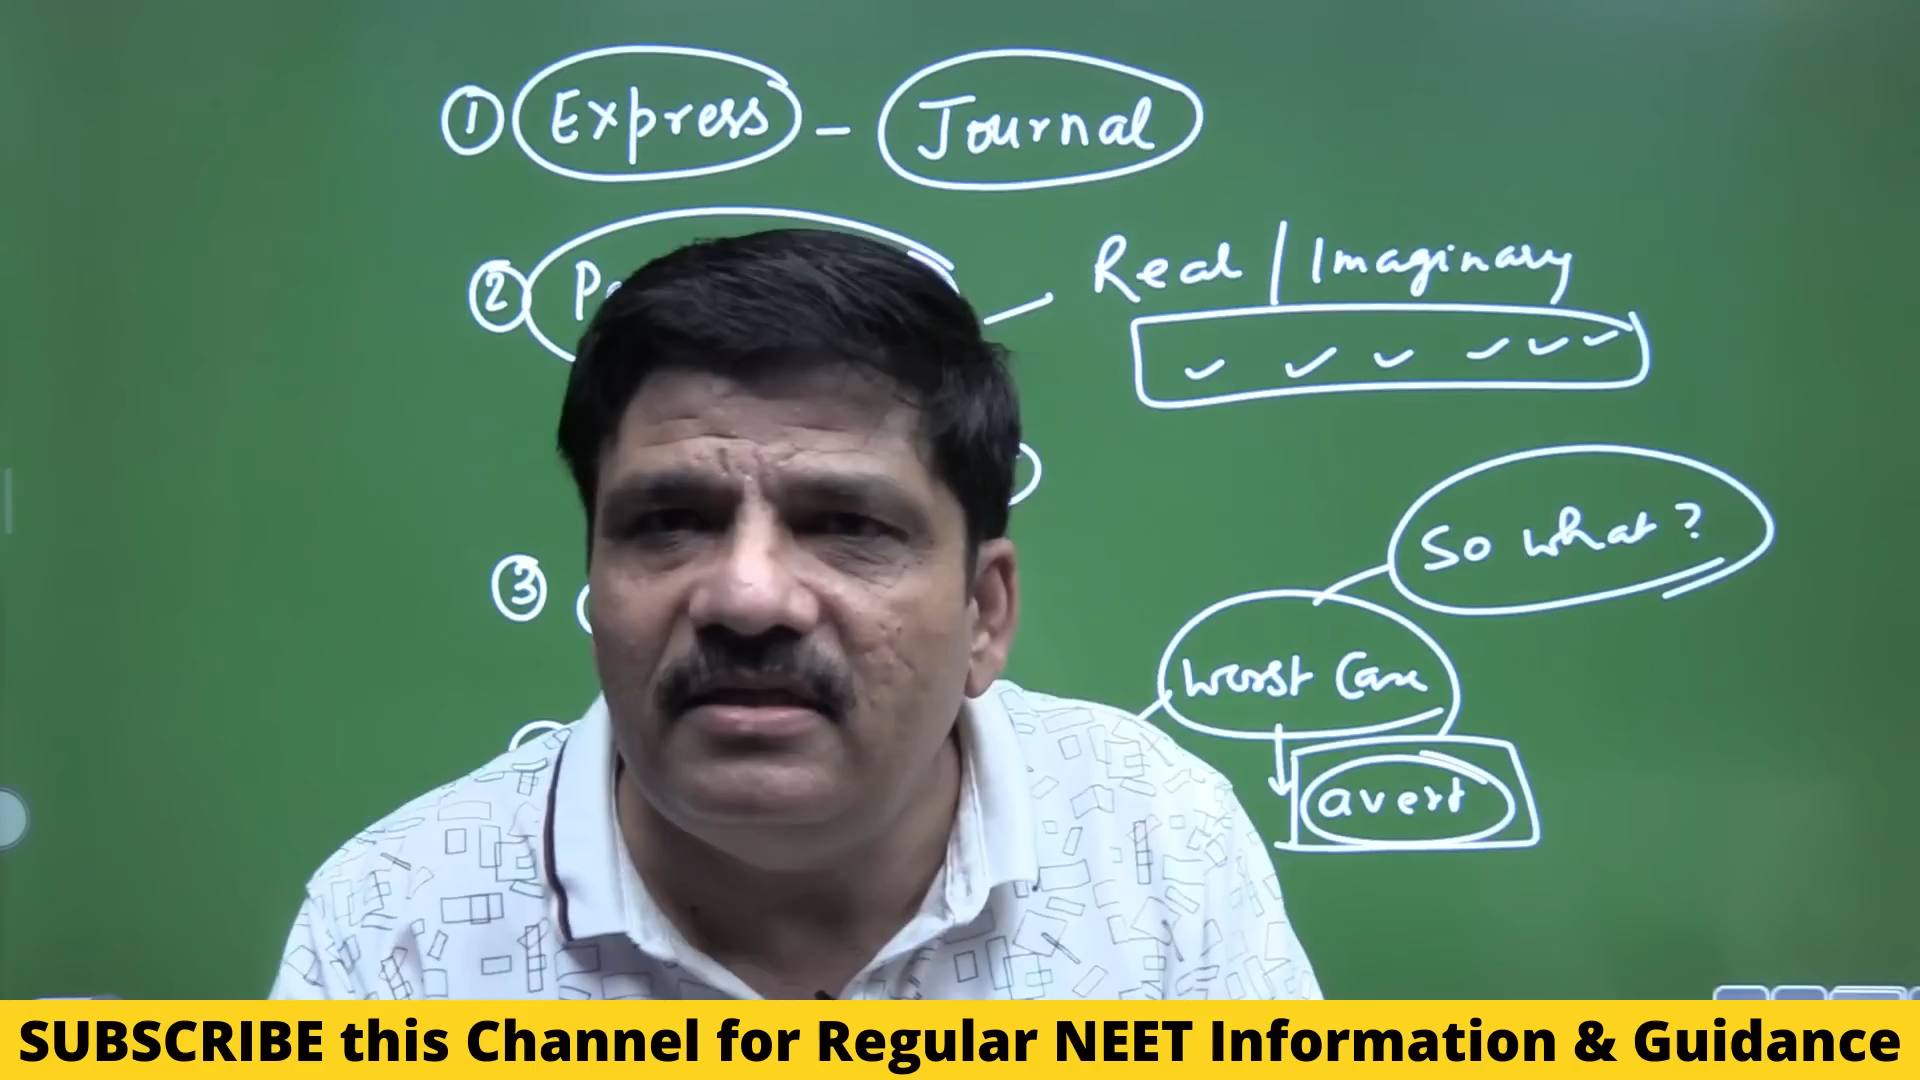 ① Express - Journal
② Real / Imaginary
So what?
③
Worst Case
avert
SUBSCRIBE this Channel for Regular NEET Information & Guidance